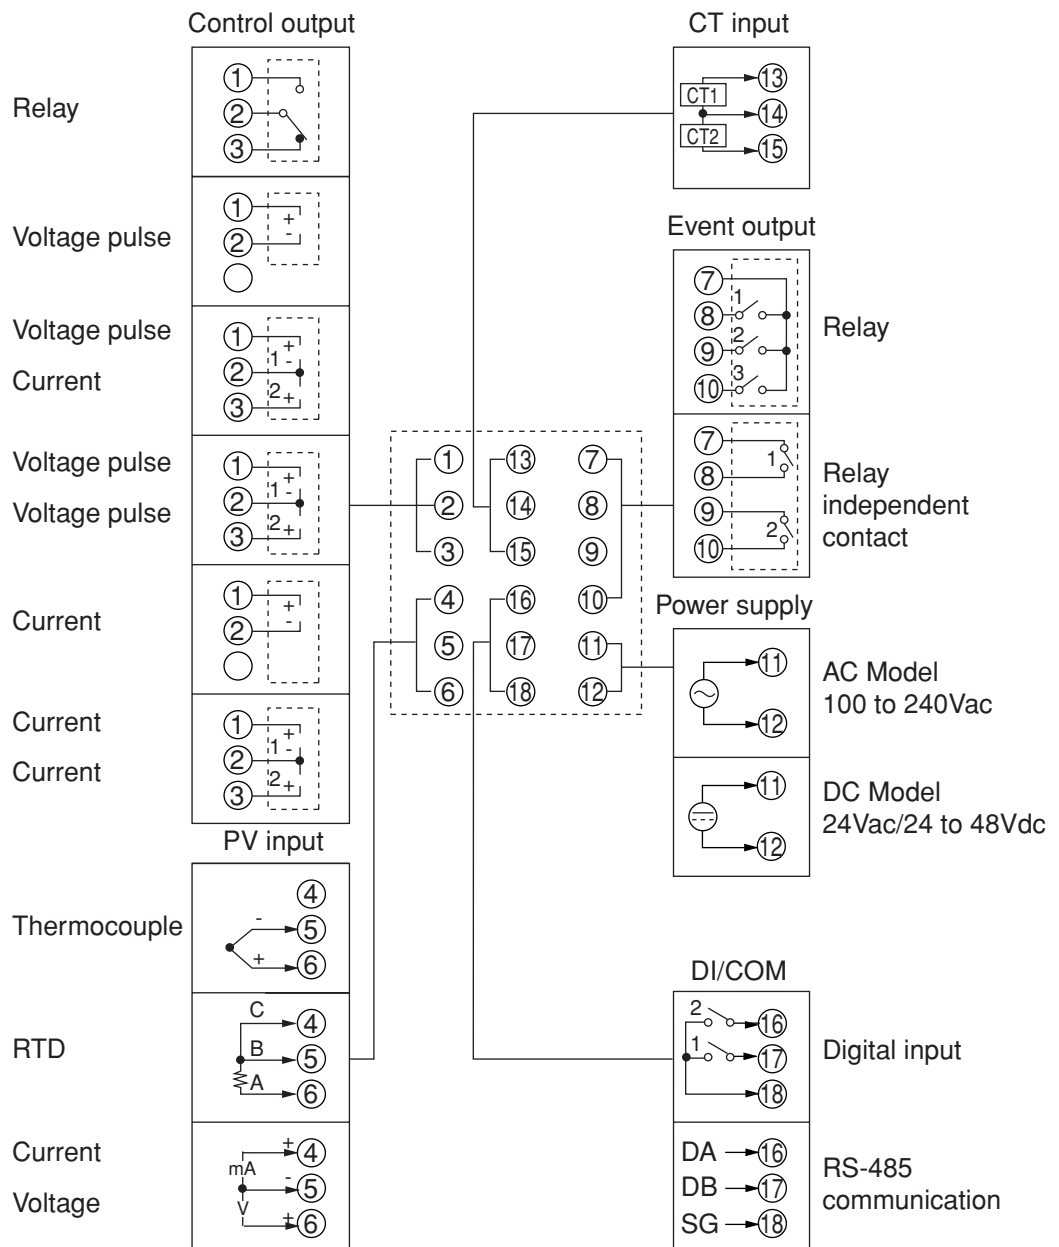 Control output
Relay
1
2
3
Voltage pulse
1
2
+
-
Voltage pulse
Current
1
2
3
+
1 -
2 +
Voltage pulse
Voltage pulse
1
2
3
+
1 -
2 +
Current
1
2
+
-
Current
Current
1
2
3
+
1 -
2 +
PV input
Thermocouple
4
- 5
+ 6
RTD
C 4
B 5
A 6
Current
Voltage
+ 4
mA
- 5
V
+ 6
1 13 7
2 14 8
3 15 9
4 16 10
5 17 11
6 18 12
CT input
CT1
CT2
13
14
15
Event output
7
8 1
9 2
10 3
Relay
7
8
1
9
10
2
Relay
independent
contact
Power supply
11
12
AC Model
100 to 240Vac
11
12
DC Model
24Vac/24 to 48Vdc
DI/COM
2 16
1 17
18
Digital input
DA 16
DB 17
SG 18
RS-485
communication